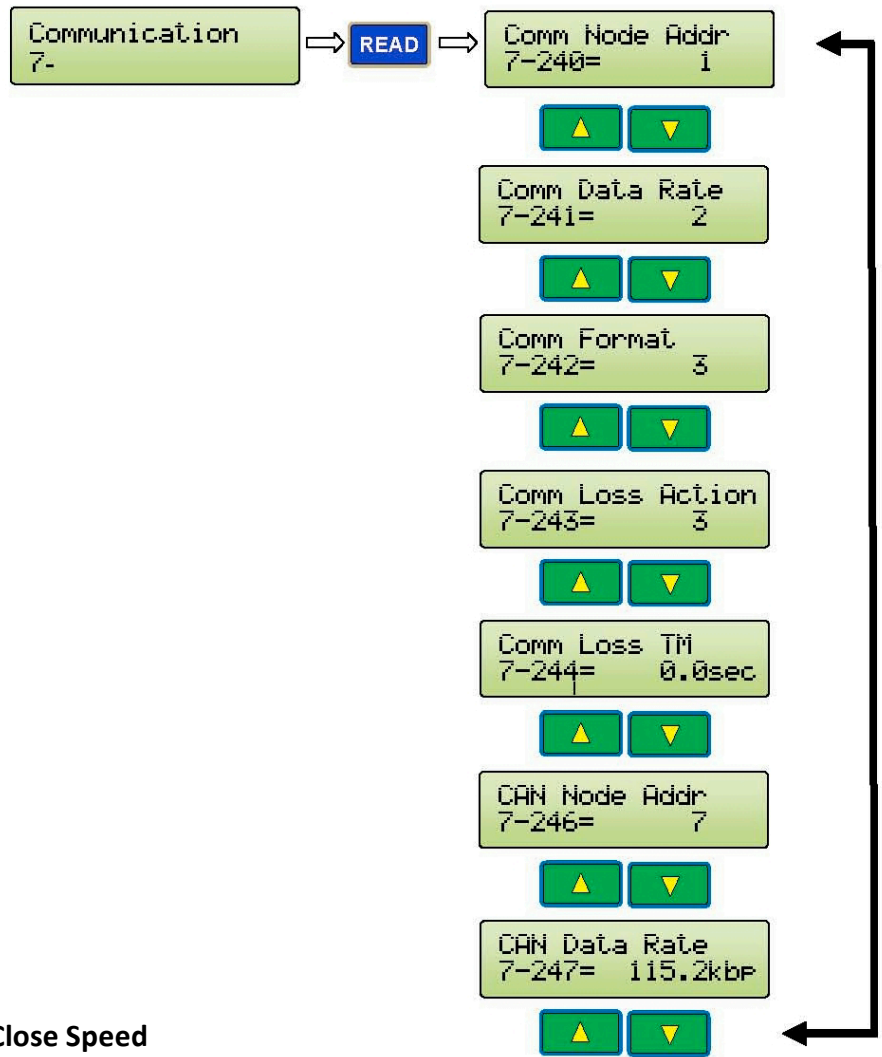 Communication
7-
READ
Comm Node Addr
7-240= 1
Comm Data Rate
7-241= 2
Comm Format
7-242= 3
Comm Loss Action
7-243= 3
Comm Loss TM
7-244= 0.0sec
CAN Node Addr
7-246= 7
CAN Data Rate
7-247= 115.2kbp
Close Speed